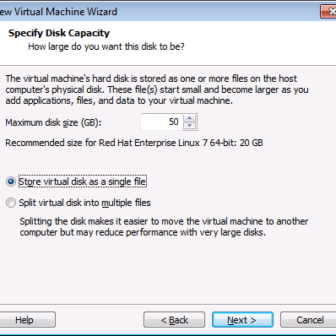 ew Virtual Machine Wizard
Specify Disk Capacity
How large do you want this disk to be?
The virtual machine's hard disk is stored as one or more files on the host
computer's physical disk. These file(s) start small and become larger as you
add applications, files, and data to your virtual machine.
Maximum disk size (GB): 50
Recommended size for Red Hat Enterprise Linux 7 64-bit: 20 GB
Store virtual disk as a single file
Split virtual disk into multiple files
Splitting the disk makes it easier to move the virtual machine to another
computer but may reduce performance with very large disks.
Help < Back Next > Cancel